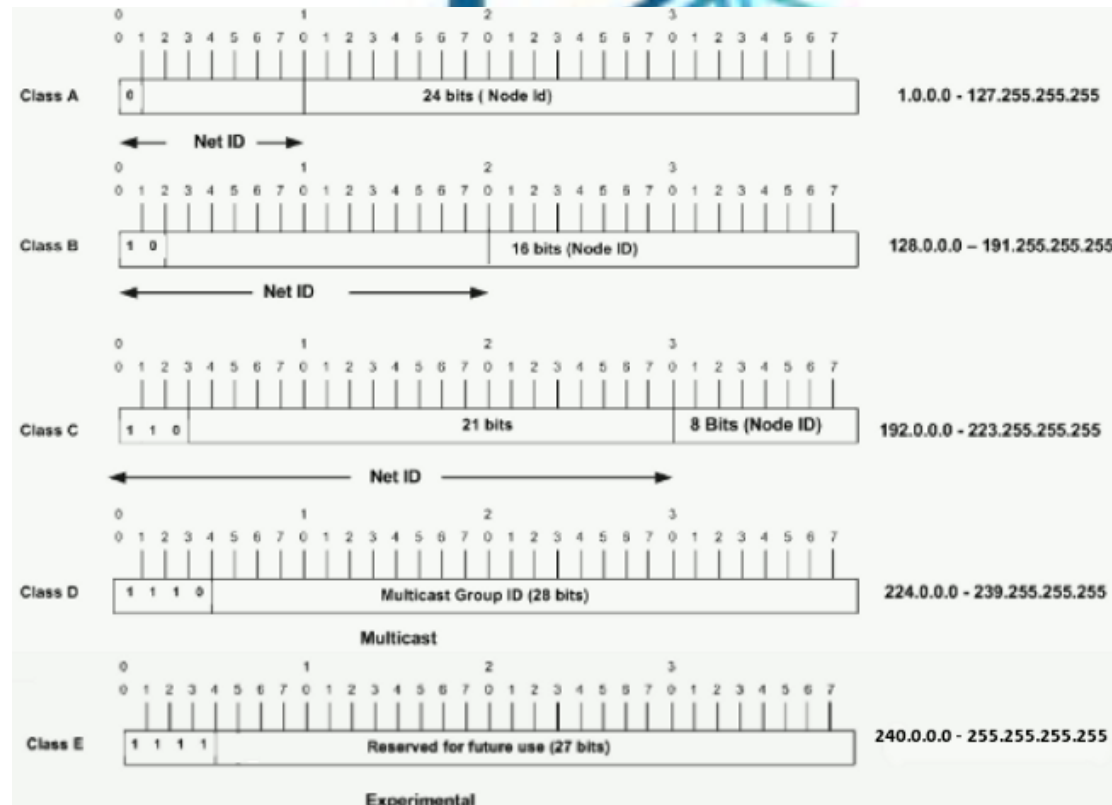 0 1 2 3
0 1 2 3 4 5 6 7 0 1 2 3 4 5 6 7 0 1 2 3 4 5 6 7 0 1 2 3 4 5 6 7
Class A 0 24 bits ( Node Id) 1.0.0.0 - 127.255.255.255
Net ID
0 1 2 3
0 1 2 3 4 5 6 7 0 1 2 3 4 5 6 7 0 1 2 3 4 5 6 7 0 1 2 3 4 5 6 7
Class B 1 0 16 bits (Node ID) 128.0.0.0 – 191.255.255.255
Net ID
0 1 2 3
0 1 2 3 4 5 6 7 0 1 2 3 4 5 6 7 0 1 2 3 4 5 6 7 0 1 2 3 4 5 6 7
Class C 1 1 0 21 bits 8 Bits (Node ID) 192.0.0.0 - 223.255.255.255
Net ID
0 1 2 3
0 1 2 3 4 5 6 7 0 1 2 3 4 5 6 7 0 1 2 3 4 5 6 7 0 1 2 3 4 5 6 7
Class D 1 1 1 0 Multicast Group ID (28 bits) 224.0.0.0 - 239.255.255.255
Multicast
0 1 2 3
0 1 2 3 4 5 6 7 0 1 2 3 4 5 6 7 0 1 2 3 4 5 6 7 0 1 2 3 4 5 6 7
Class E 1 1 1 1 Reserved for future use (27 bits) 240.0.0.0 - 255.255.255.255
Experimental